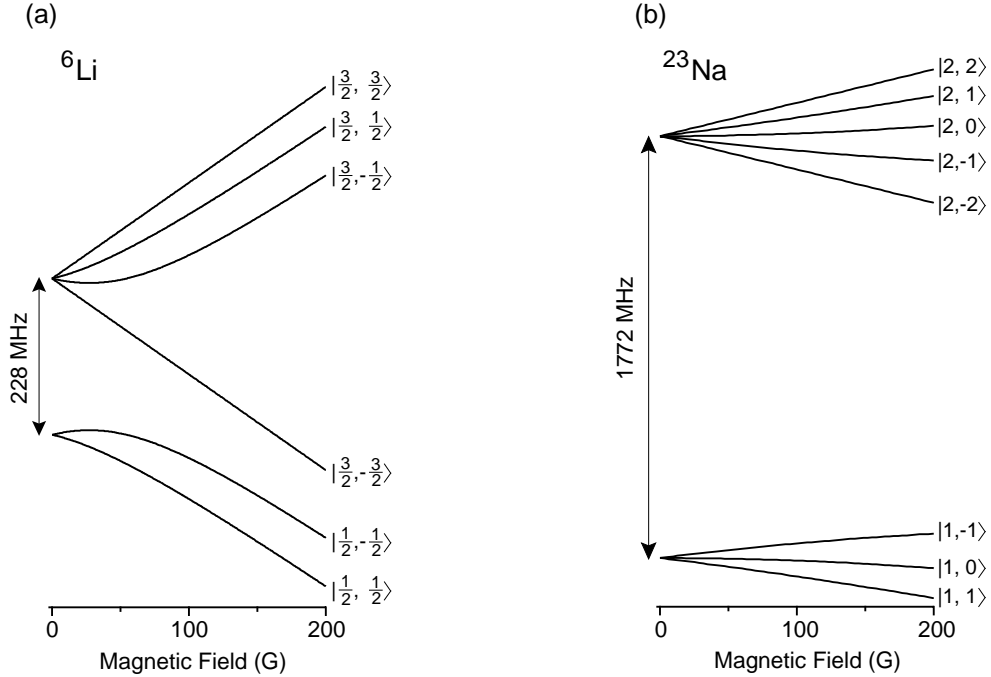 (a)
⁶Li
|3/2, 3/2⟩
|3/2, 1/2⟩
|3/2,-1/2⟩
228 MHz
|3/2,-3/2⟩
|1/2,-1/2⟩
|1/2, 1/2⟩
0
100
200
Magnetic Field (G)
(b)
²³Na
|2, 2⟩
|2, 1⟩
|2, 0⟩
|2,-1⟩
|2,-2⟩
1772 MHz
|1,-1⟩
|1, 0⟩
|1, 1⟩
0
100
200
Magnetic Field (G)